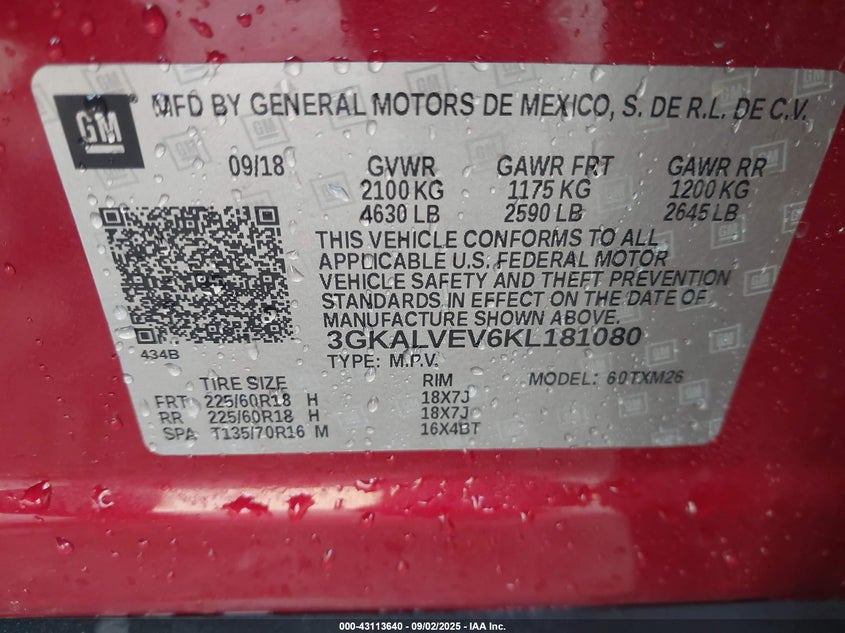 GM
MFD BY GENERAL MOTORS DE MEXICO, S. DE R.L. DE C.V.
09/18 GVWR GAWR FRT GAWR RR
2100 KG 1175 KG 1200 KG
4630 LB 2590 LB 2645 LB
THIS VEHICLE CONFORMS TO ALL
APPLICABLE U.S. FEDERAL MOTOR
VEHICLE SAFETY AND THEFT PREVENTION
STANDARDS IN EFFECT ON THE DATE OF
MANUFACTURE SHOWN ABOVE.
3GKALVEV6KL181080
434B
TYPE: M.P.V.
TIRE SIZE RIM MODEL: 60TXM26
FRT 225/60R18 H 18X7J
RR 225/60R18 H 18X7J
SPA T135/70R16 M 16X4BT
000-43113640 - 09/02/2025 - IAA Inc.